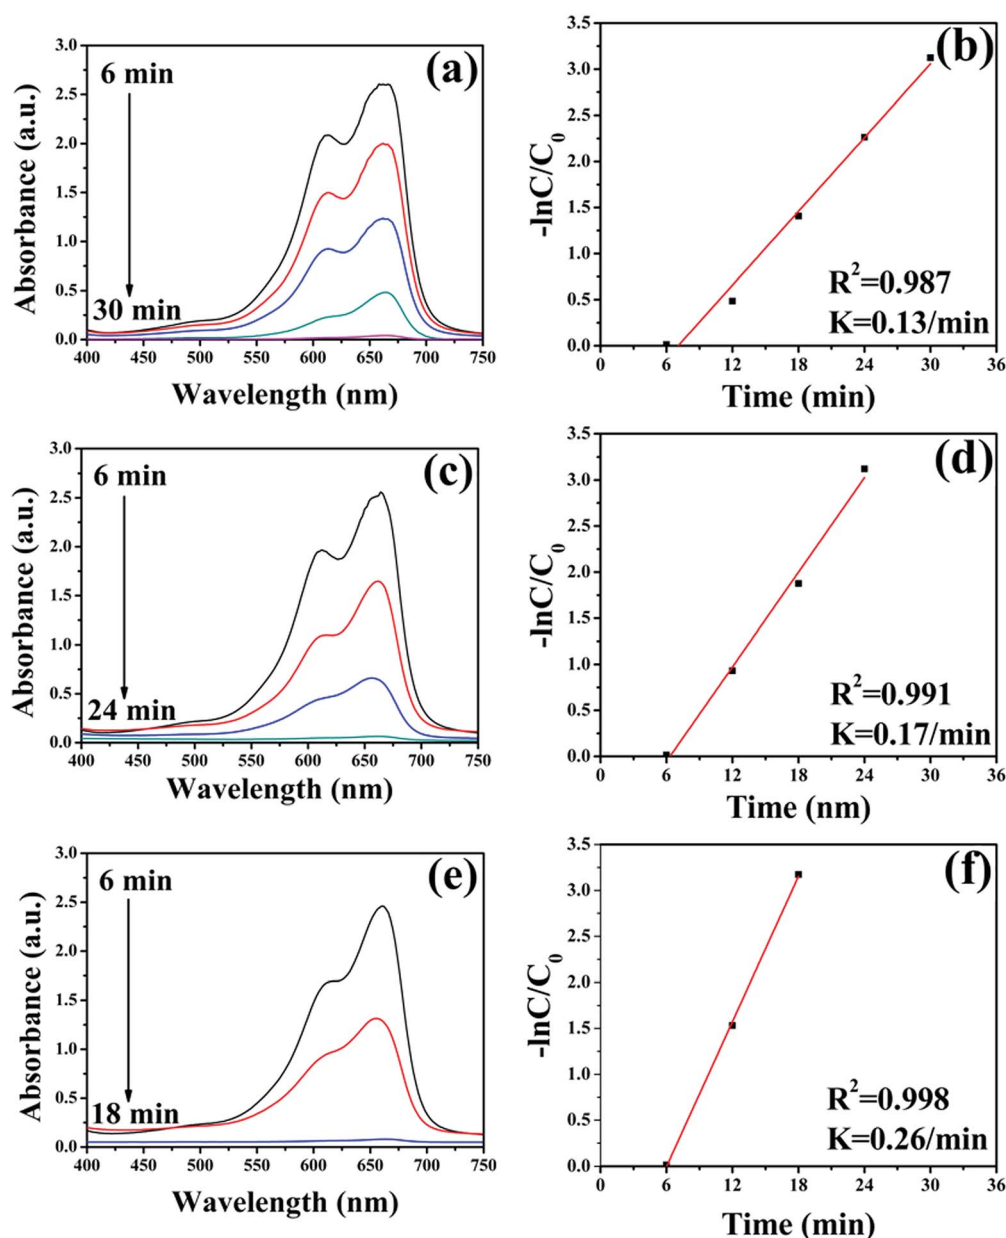 (a)
6 min
30 min
3.0
2.5
2.0
1.5
1.0
0.5
0.0
400 450 500 550 600 650 700 750
Absorbance (a.u.)
Wavelength (nm)
(b)
3.5
3.0
2.5
2.0
1.5
1.0
0.5
0.0
0 6 12 18 24 30 36
-lnC/C0
R2=0.987
K=0.13/min
Time (min)
(c)
6 min
24 min
3.0
2.5
2.0
1.5
1.0
0.5
0.0
400 450 500 550 600 650 700 750
Absorbance (a.u.)
Wavelength (nm)
(d)
3.5
3.0
2.5
2.0
1.5
1.0
0.5
0.0
0 6 12 18 24 30 36
-lnC/C0
R2=0.991
K=0.17/min
Time (nm)
(e)
6 min
18 min
3.0
2.5
2.0
1.5
1.0
0.5
0.0
400 450 500 550 600 650 700 750
Absorbance (a.u.)
Wavelength (nm)
(f)
3.5
3.0
2.5
2.0
1.5
1.0
0.5
0.0
0 6 12 18 24 30 36
-lnC/C0
R2=0.998
K=0.26/min
Time (min)